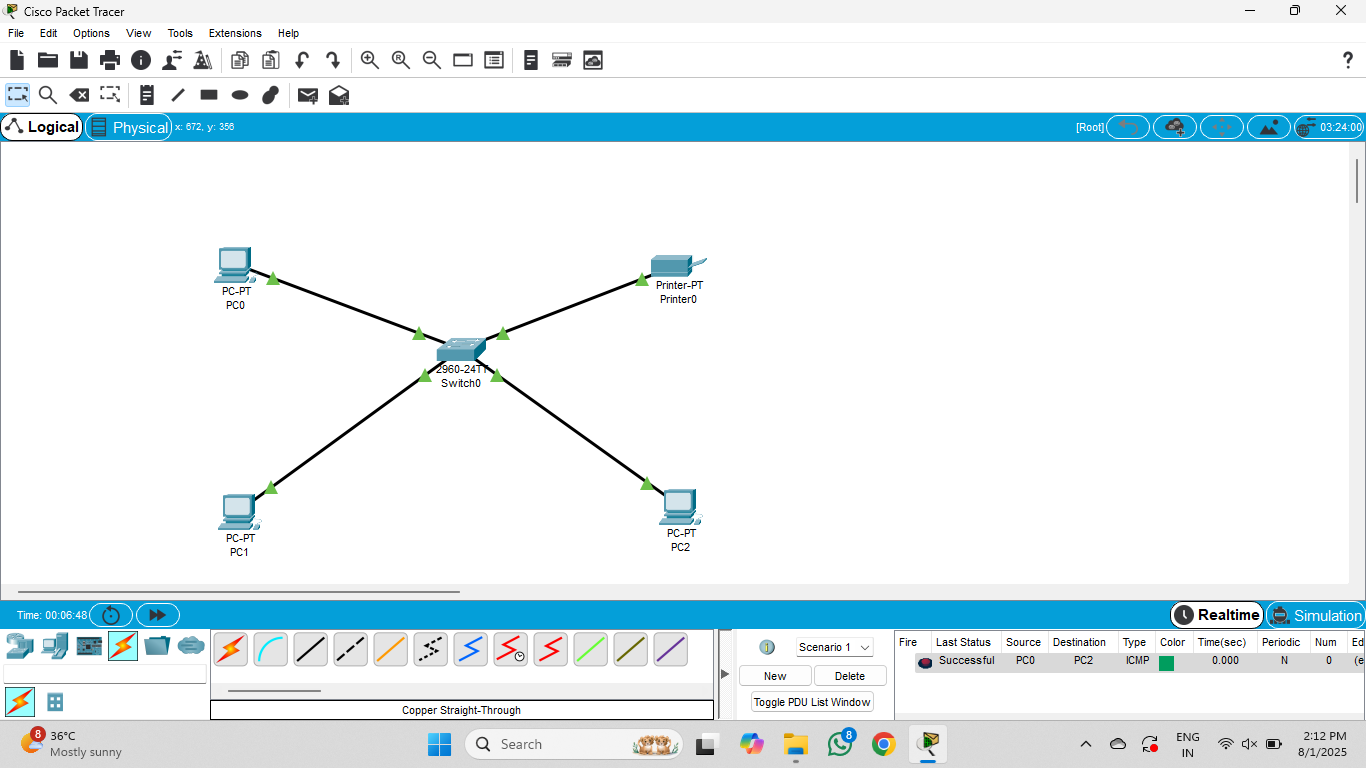 Cisco Packet Tracer
File Edit Options View Tools Extensions Help
Logical Physical x: 672, y: 356 [Root] 03:24:00
PC-PT
PC0
Printer-PT
Printer0
2960-24TT
Switch0
PC-PT
PC1
PC-PT
PC2
Time: 00:06:48 Realtime Simulation
Scenario 1
New Delete
Toggle PDU List Window
Copper Straight-Through
Fire Last Status Source Destination Type Color Time(sec) Periodic Num Ed
Successful PC0 PC2 ICMP 0.000 N 0 (e
8
36°C
Mostly sunny
Search
8
ENG
IN
2:12 PM
8/1/2025